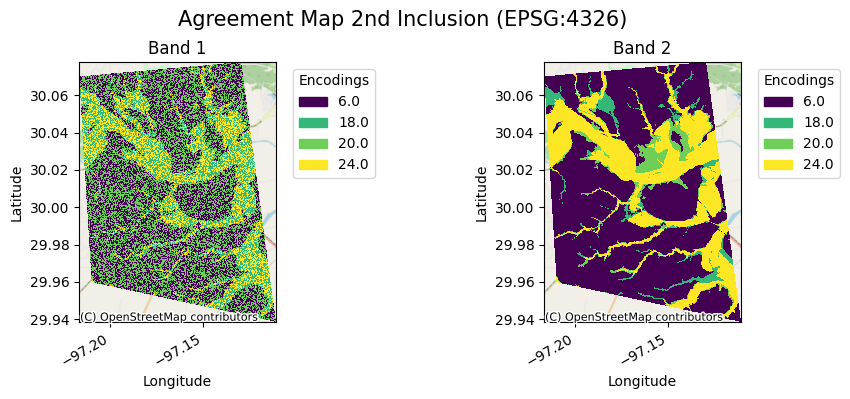 Agreement Map 2nd Inclusion (EPSG:4326)
Band 1
Latitude
30.06
30.04
30.02
30.00
29.98
29.96
29.94
−97.20
−97.15
Longitude
(C) OpenStreetMap contributors
Encodings
6.0
18.0
20.0
24.0
Band 2
Latitude
30.06
30.04
30.02
30.00
29.98
29.96
29.94
−97.20
−97.15
Longitude
(C) OpenStreetMap contributors
Encodings
6.0
18.0
20.0
24.0